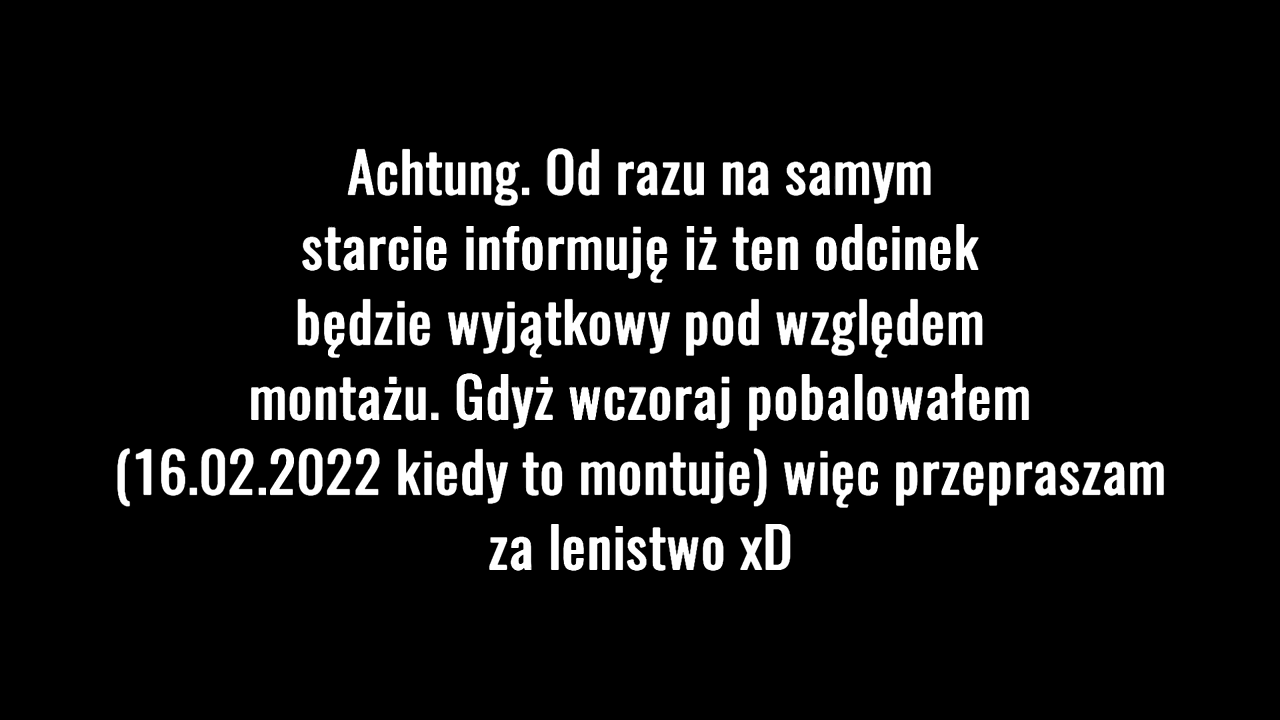 Achtung. Od razu na samym
starcie informuję iż ten odcinek
będzie wyjątkowy pod względem
montażu. Gdyż wczoraj pobalowałem
(16.02.2022 kiedy to montuje) więc przepraszam
za lenistwo xD